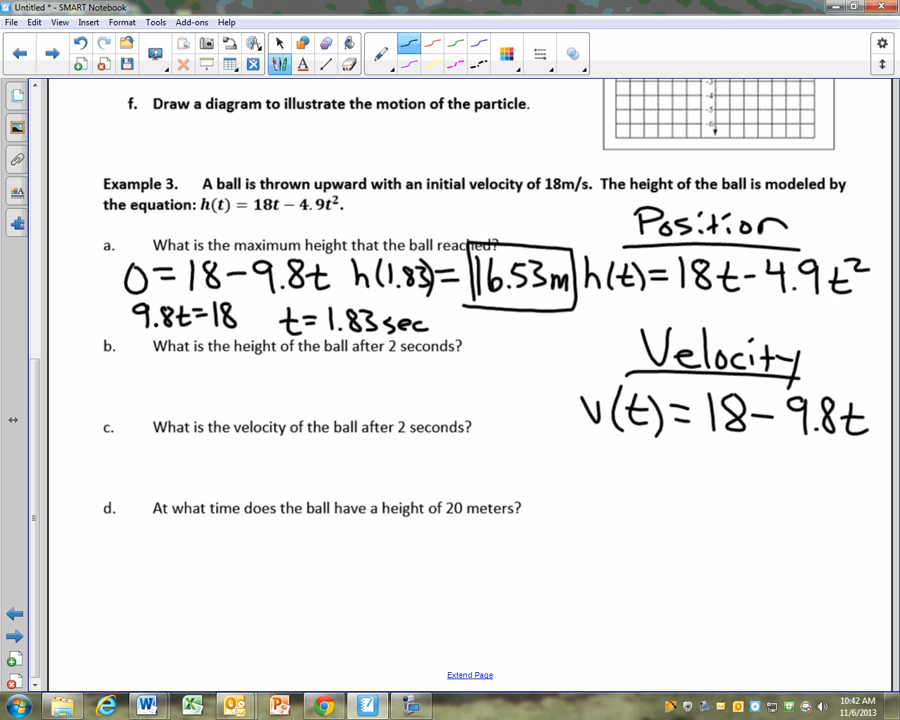 Untitled * - SMART Notebook
File Edit View Insert Format Tools Add-ons Help
f. Draw a diagram to illustrate the motion of the particle.
Example 3. A ball is thrown upward with an initial velocity of 18m/s. The height of the ball is modeled by
the equation: h(t) = 18t − 4.9t².
Position
a. What is the maximum height that the ball reached?
0 = 18 − 9.8t h(1.83) = 16.53m h(t) = 18t − 4.9t²
9.8t = 18 t = 1.83 sec
b. What is the height of the ball after 2 seconds?
Velocity
v(t) = 18 − 9.8t
c. What is the velocity of the ball after 2 seconds?
d. At what time does the ball have a height of 20 meters?
Extend Page
10:42 AM
11/6/2013